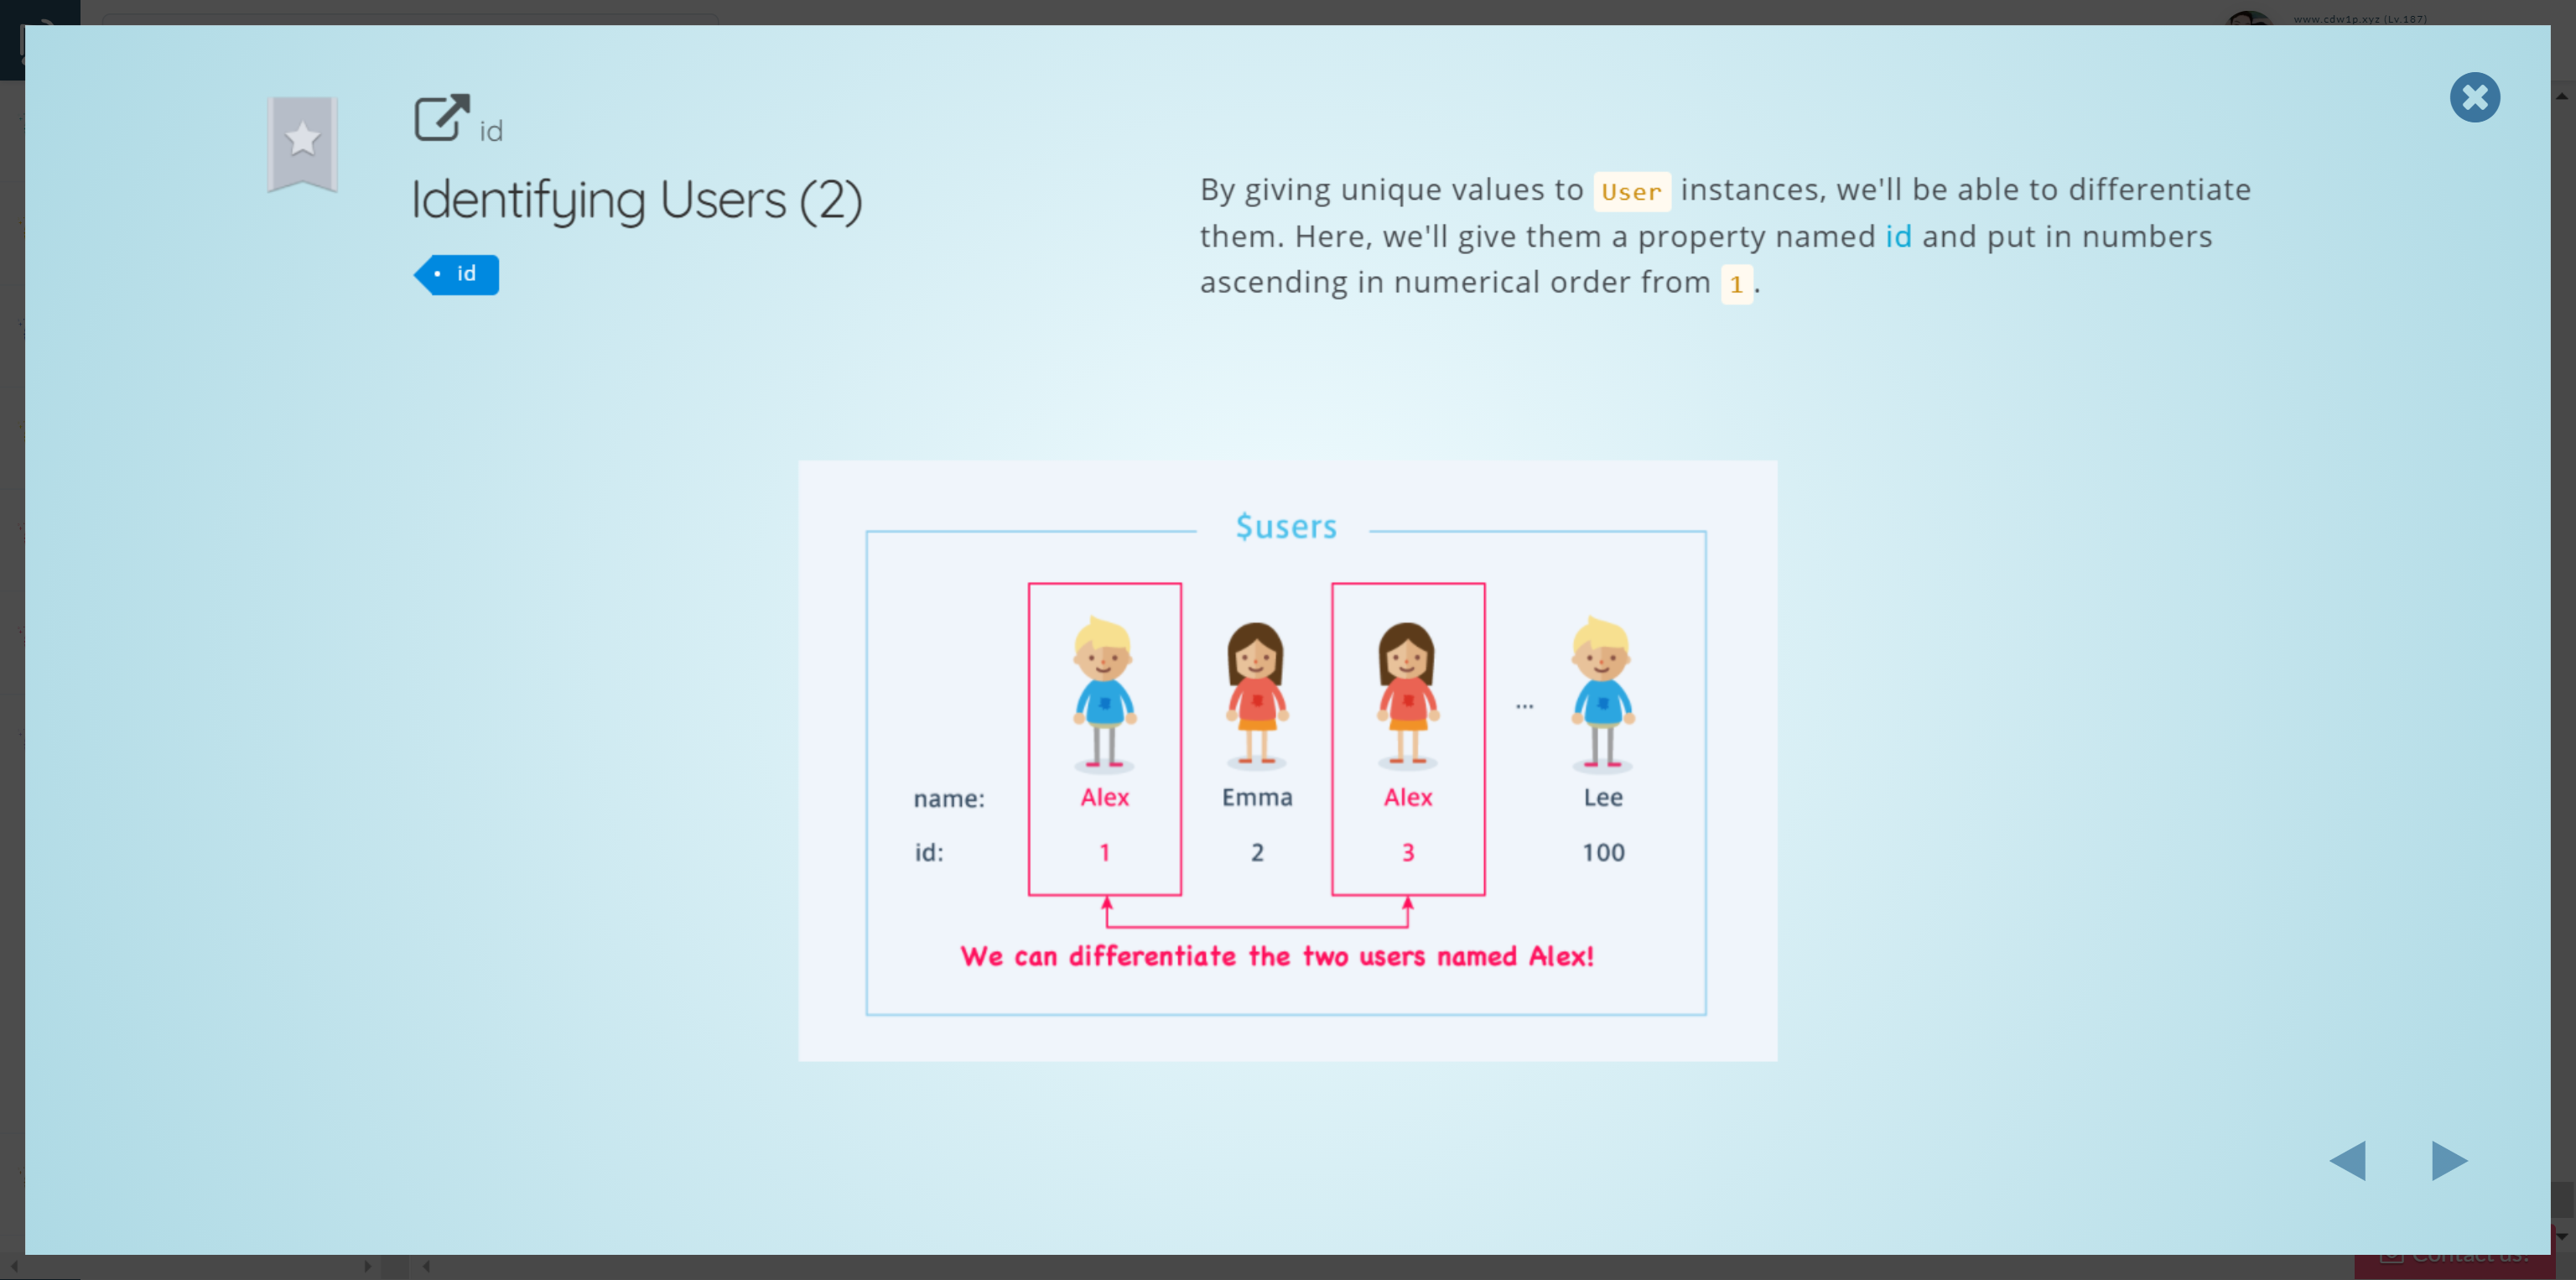 www.cdw1p.xyz (Lv.187)
id
Identifying Users (2)
• id
By giving unique values to User instances, we'll be able to differentiate
them. Here, we'll give them a property named id and put in numbers
ascending in numerical order from 1.
$users
...
name: Alex Emma Alex Lee
id: 1 2 3 100
We can differentiate the two users named Alex!
Contact us!